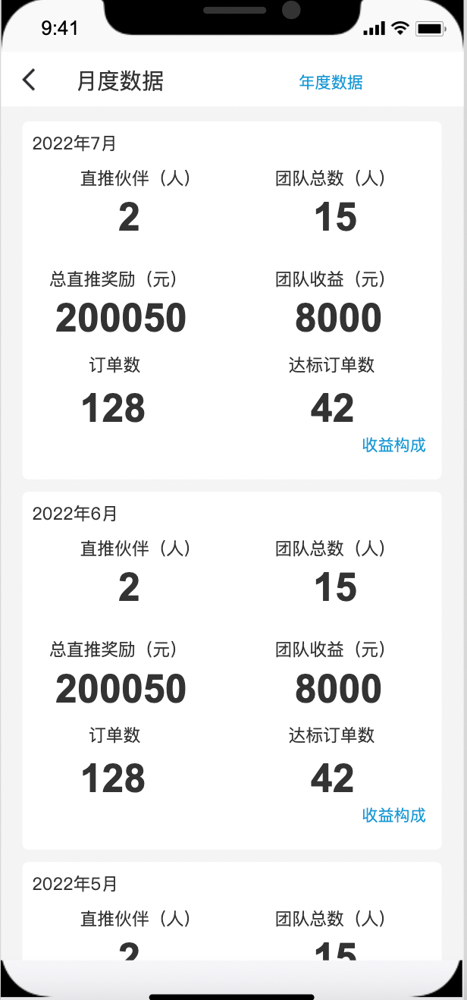 9:41
月度数据 年度数据
2022年7月
直推伙伴（人） 团队总数（人）
2 15
总直推奖励（元） 团队收益（元）
200050 8000
订单数 达标订单数
128 42
收益构成
2022年6月
直推伙伴（人） 团队总数（人）
2 15
总直推奖励（元） 团队收益（元）
200050 8000
订单数 达标订单数
128 42
收益构成
2022年5月
直推伙伴（人） 团队总数（人）
2 15